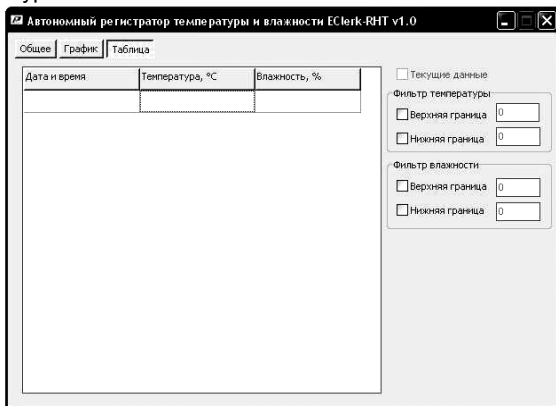 Автономный регистратор температуры и влажности EClerk-RHT v1.0
Общее График Таблица
Дата и время Температура, °C Влажность, %
Текущие данные
Фильтр температуры
Верхняя граница 0
Нижняя граница 0
Фильтр влажности
Верхняя граница 0
Нижняя граница 0